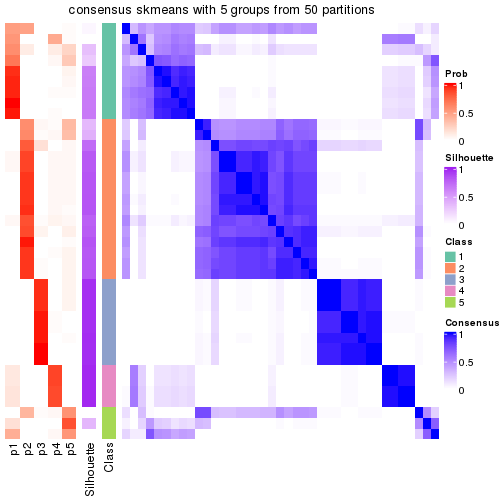 consensus skmeans with 5 groups from 50 partitions
Prob
1
0.5
0
Silhouette
1
0.5
0
Class
1
2
3
4
5
Consensus
1
0.5
0
p1
p2
p3
p4
p5
Silhouette
Class